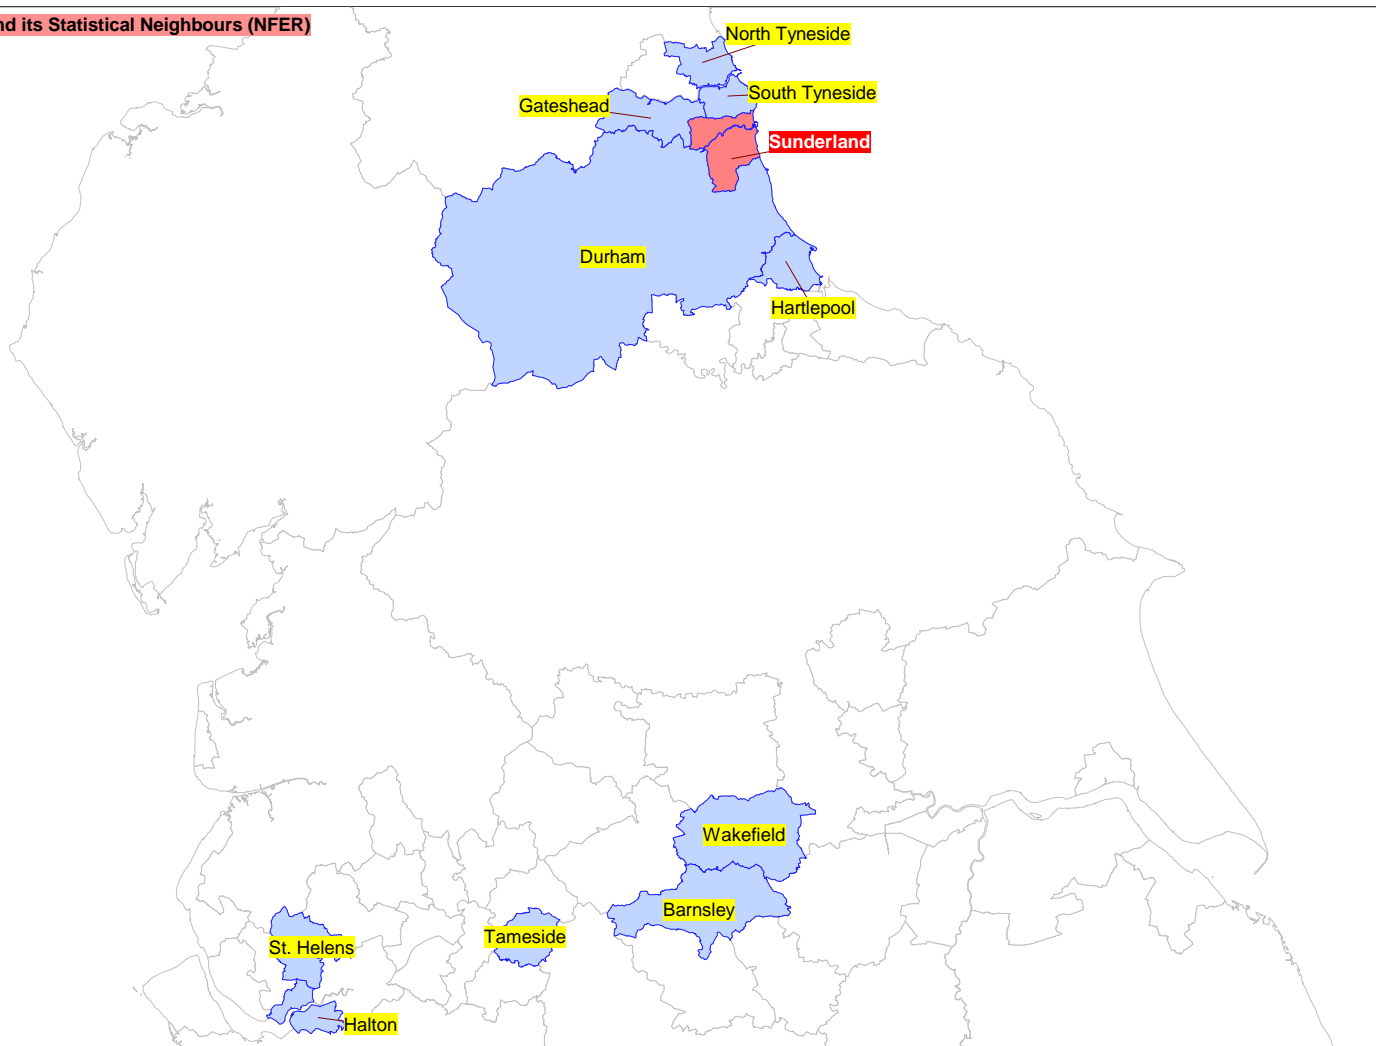 nd its Statistical Neighbours (NFER)
North Tyneside
South Tyneside
Gateshead
Sunderland
Durham
Hartlepool
Wakefield
Barnsley
Tameside
St. Helens
Halton